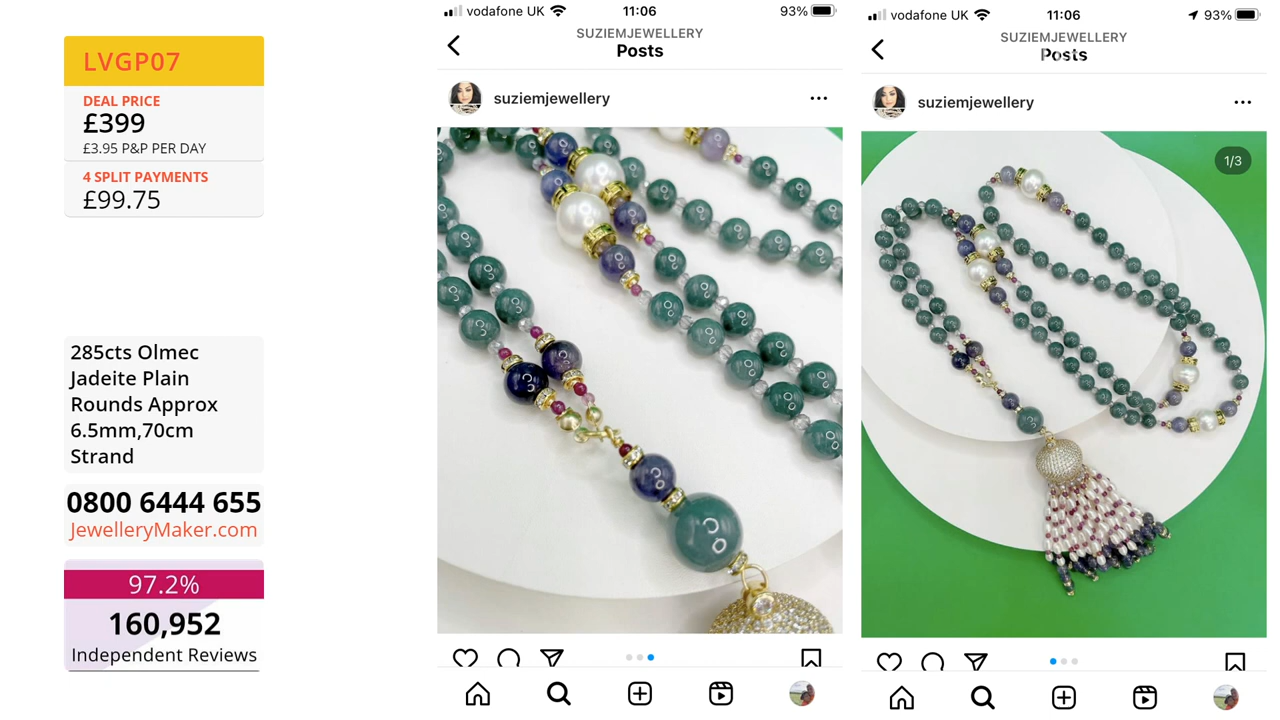 LVGP07
DEAL PRICE
£399
£3.95 P&P PER DAY
4 SPLIT PAYMENTS
£99.75
285cts Olmec
Jadeite Plain
Rounds Approx
6.5mm,70cm
Strand
0800 6444 655
JewelleryMaker.com
97.2%
160,952
Independent Reviews
vodafone UK 11:06 93%
SUZIEMJEWELLERY
Posts
suziemjewellery
vodafone UK 11:06 93%
SUZIEMJEWELLERY
Posts
suziemjewellery
1/3